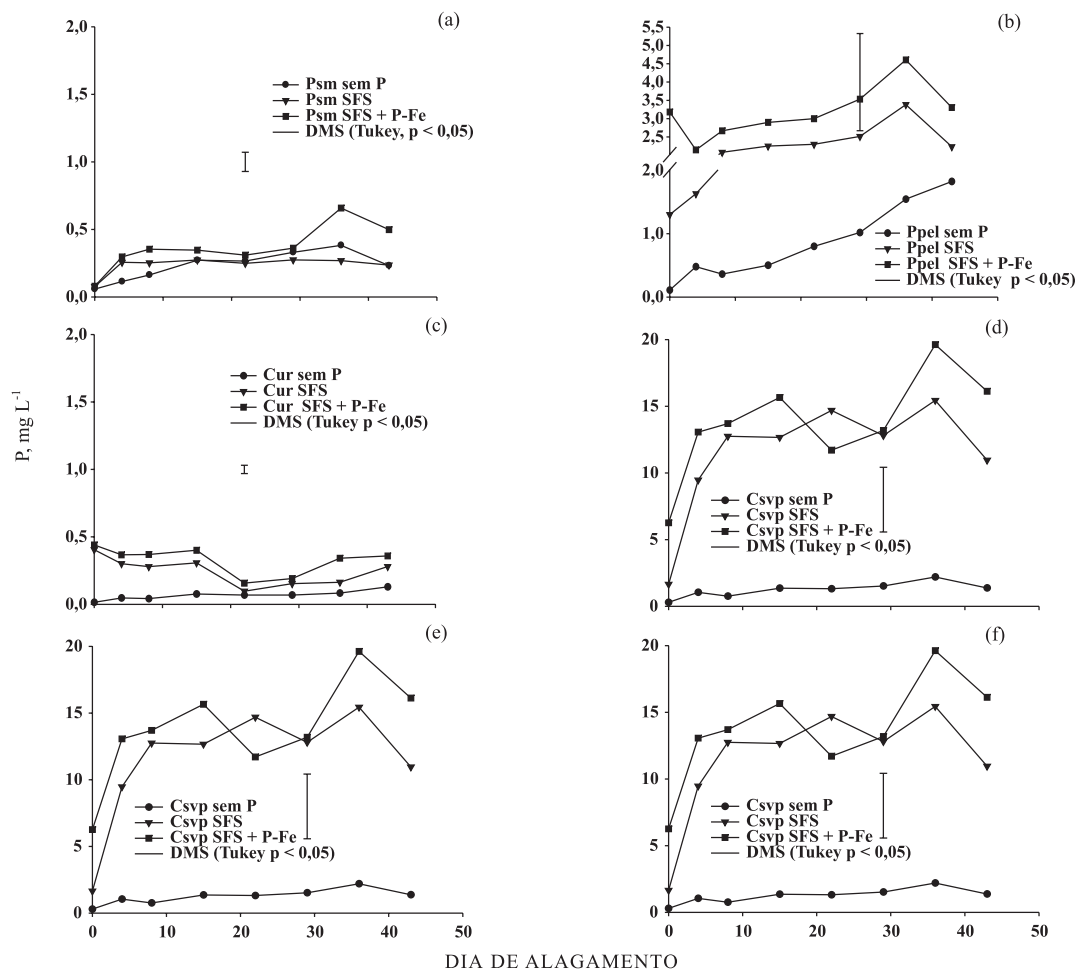 (a)
2,0
1,5
1,0
0,5
0,0
Psm sem P
Psm SFS
Psm SFS + P-Fe
DMS (Tukey, p < 0,05)
(b)
5,5
5,0
4,5
4,0
3,5
3,0
2,5
2,0
1,0
0,0
Ppel sem P
Ppel SFS
Ppel SFS + P-Fe
DMS (Tukey p < 0,05)
P, mg L-1
(c)
2,0
1,5
1,0
0,5
0,0
Cur sem P
Cur SFS
Cur SFS + P-Fe
DMS (Tukey p < 0,05)
(d)
20
15
10
5
0
Csvp sem P
Csvp SFS
Csvp SFS + P-Fe
DMS (Tukey p < 0,05)
0 10 20 30 40 50
(e)
20
15
10
5
0
Csvp sem P
Csvp SFS
Csvp SFS + P-Fe
DMS (Tukey p < 0,05)
0 10 20 30 40 50
(f)
20
15
10
5
0
Csvp sem P
Csvp SFS
Csvp SFS + P-Fe
DMS (Tukey p < 0,05)
0 10 20 30 40 50
DIA DE ALAGAMENTO